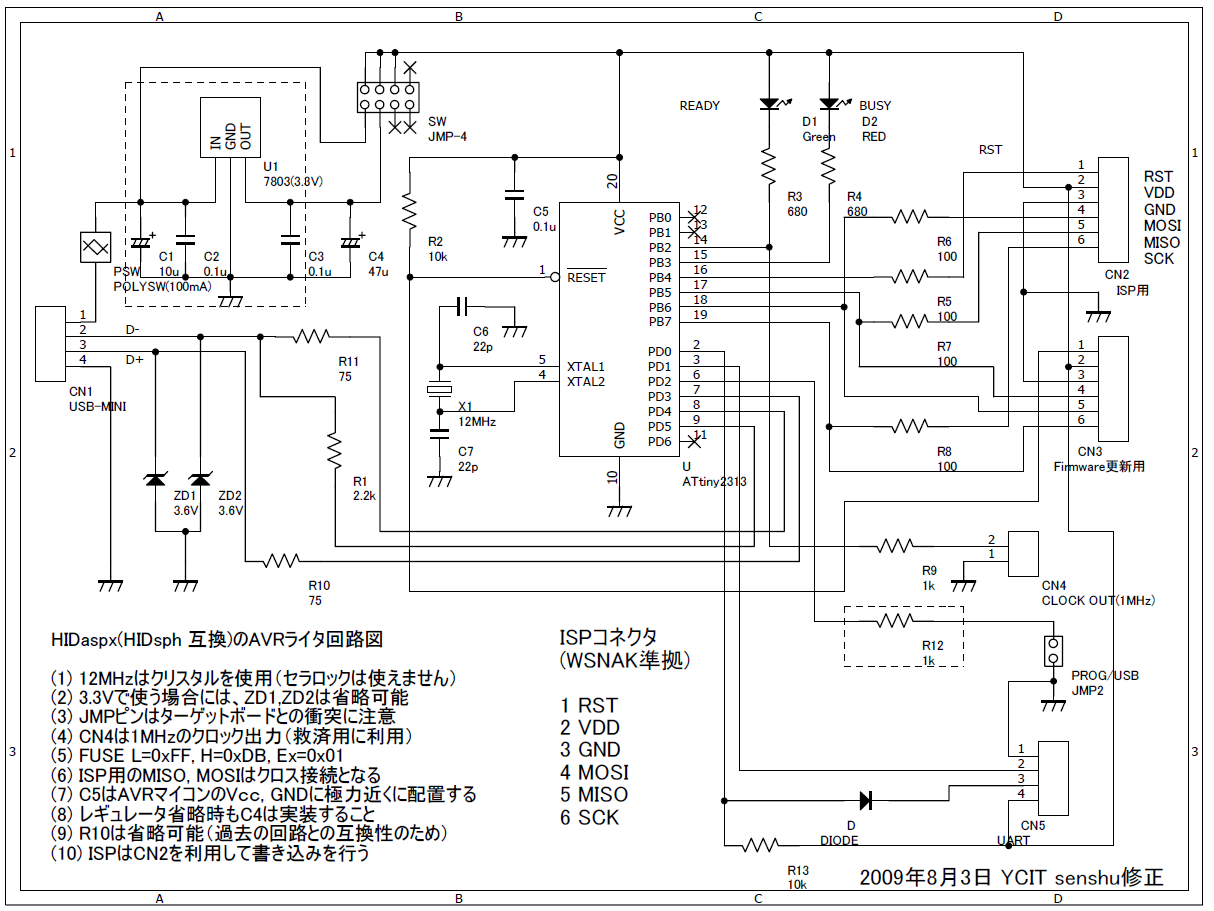 A
B
C
D
1
2
3
1
2
3
A
B
C
D
IN
GND
OUT
U1
7803(3.3V)
SW
JMP-4
READY
BUSY
D1
Green
D2
RED
RST
R3
680
R4
680
R2
10k
C5
0.1u
C1
10u
C2
0.1u
C3
0.1u
C4
47u
PSW
POLYSW(100mA)
20
VCC
1
RESET
5
XTAL1
4
XTAL2
GND
10
PB0 12
PB1 13
PB2 14
PB3 15
PB4 16
PB5 17
PB6 18
PB7 19
PD0 2
PD1 3
PD2 6
PD3 7
PD4 8
PD5 9
PD6 11
U
ATtiny2313
R6
100
R5
100
R7
100
R8
100
1
2
3
4
5
6
RST
VDD
GND
MOSI
MISO
SCK
CN2
ISP用
1
2
3
4
5
6
CN3
Firmware更新用
1
2
3
4
D-
D+
CN1
USB-MINI
R11
75
C6
22p
X1
12MHz
C7
22p
R1
2.2k
ZD1
3.6V
ZD2
3.6V
R10
75
R9
1k
2
1
CN4
CLOCK OUT(1MHz)
R12
1k
PROG/USB
JMP2
1
2
3
4
CN5
UART
D
DIODE
R13
10k
HIDaspx(HIDsph 互換)のAVRライタ回路図
(1) 12MHzはクリスタルを使用(セラロックは使えません)
(2) 3.3Vで使う場合には、ZD1,ZD2は省略可能
(3) JMPピンはターゲットボードとの衝突に注意
(4) CN4は1MHzのクロック出力(救済用に利用)
(5) FUSE L=0xFF, H=0xDB, Ex=0x01
(6) ISP用のMISO, MOSIはクロス接続となる
(7) C5はAVRマイコンのVcc, GNDに極力近くに配置する
(8) レギュレータ省略時もC4は実装すること
(9) R10は省略可能(過去の回路との互換性のため)
(10) ISPはCN2を利用して書き込みを行う
ISPコネクタ
(WSNAK準拠)
1 RST
2 VDD
3 GND
4 MOSI
5 MISO
6 SCK
2009年8月3日 YCIT senshu修正